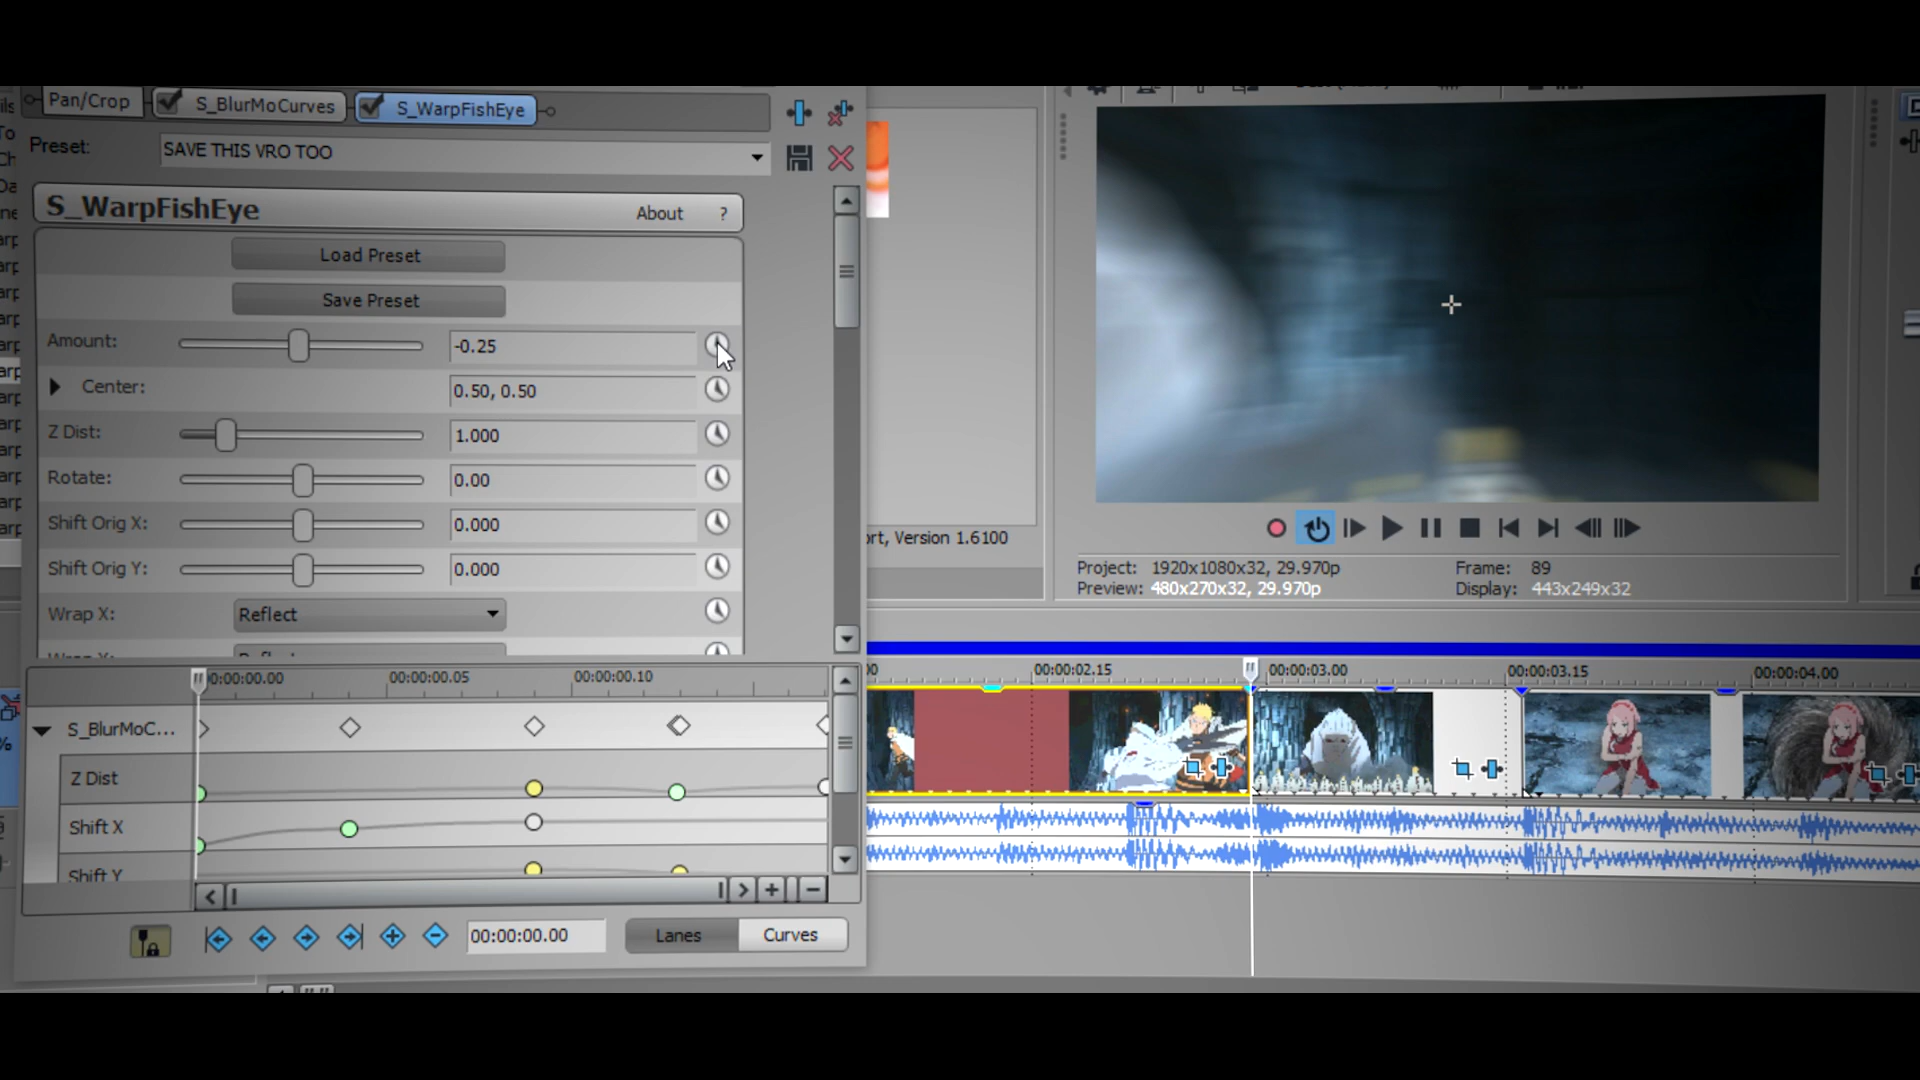 Pan/Crop
S_BlurMoCurves
S_WarpFishEye
Preset:
SAVE THIS VRO TOO
S_WarpFishEye
About
?
Load Preset
Save Preset
Amount:
-0.25
Center:
0.50, 0.50
Z Dist:
1.000
Rotate:
0.00
Shift Orig X:
0.000
Shift Orig Y:
0.000
Wrap X:
Reflect
00:00:00.00
00:00:00.05
00:00:00.10
S_BlurMoC...
Z Dist
Shift X
Shift Y
00:00:00.00
Lanes
Curves
ort, Version 1.6100
Project: 1920x1080x32, 29.970p
Preview: 480x270x32, 29.970p
Frame: 89
Display: 443x249x32
00:00:02.15
00:00:03.00
00:00:03.15
00:00:04.00